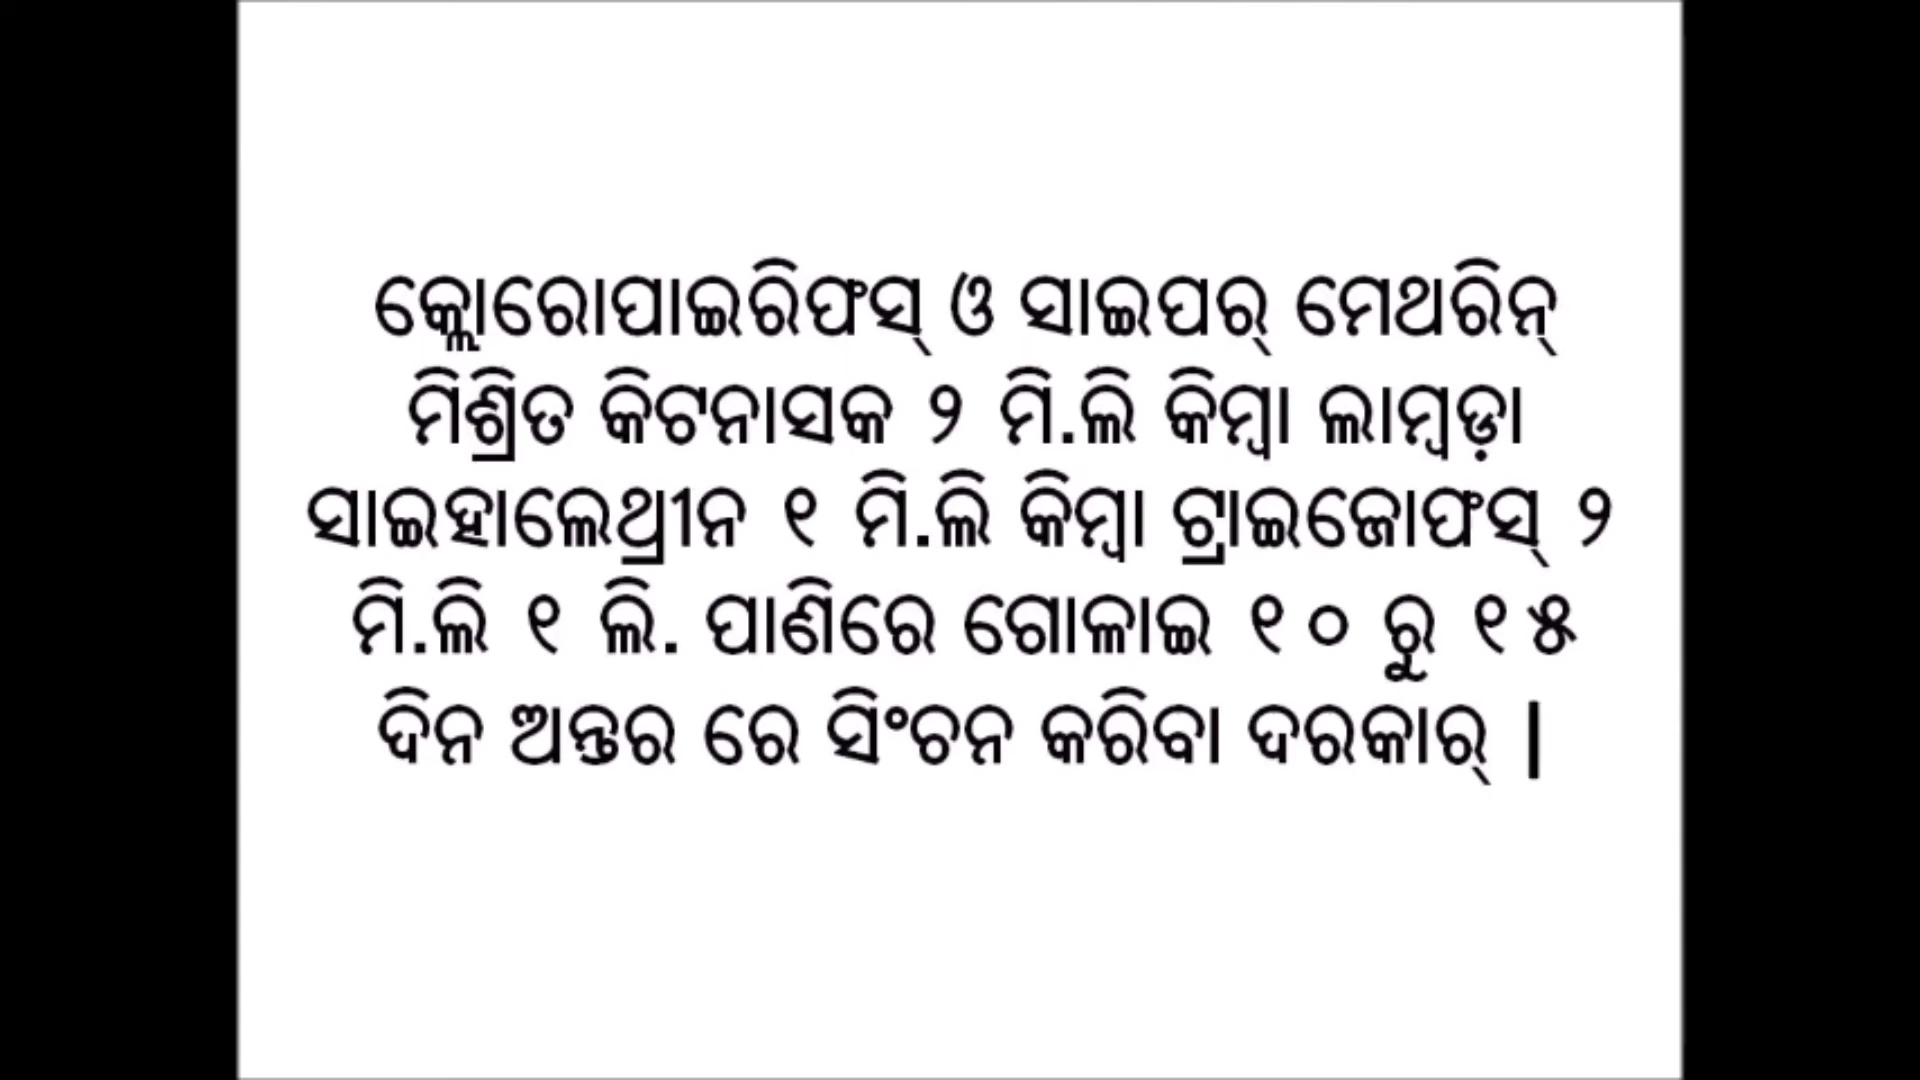 କ୍ଲୋରୋପାଇରିଫସ୍ ଓ ସାଇପର୍ ମେଥରିନ୍
ମିଶ୍ରିତ କିଟନାସକ ୨ ମି.ଲି କିମ୍ବା ଲାମ୍ବଡ଼ା
ସାଇହାଲେଥ୍ରୀନ ୧ ମି.ଲି କିମ୍ବା ଟ୍ରାଇଜୋଫସ୍ ୨
ମି.ଲି ୧ ଲି. ପାଣିରେ ଗୋଳାଇ ୧୦ ରୁ ୧୫
ଦିନ ଅନ୍ତର ରେ ସିଂଚନ କରିବା ଦରକାର୍ |